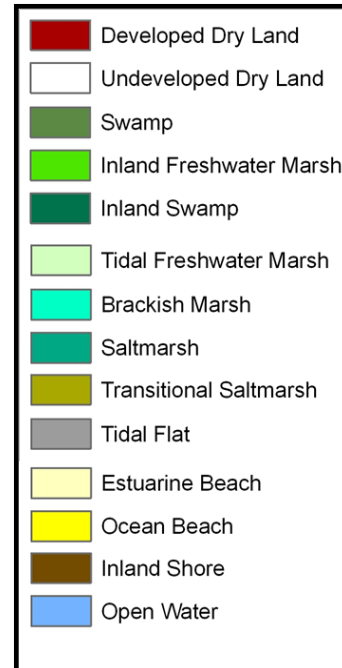 Developed Dry Land
Undeveloped Dry Land
Swamp
Inland Freshwater Marsh
Inland Swamp
Tidal Freshwater Marsh
Brackish Marsh
Saltmarsh
Transitional Saltmarsh
Tidal Flat
Estuarine Beach
Ocean Beach
Inland Shore
Open Water